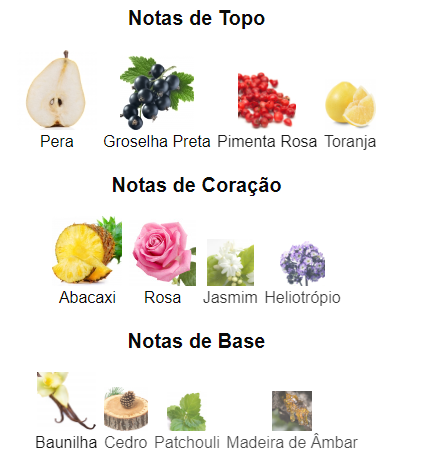 Notas de Topo
Pera Groselha Preta Pimenta Rosa Toranja
Notas de Coração
Abacaxi Rosa Jasmim Heliotrópio
Notas de Base
Baunilha Cedro Patchouli Madeira de Âmbar